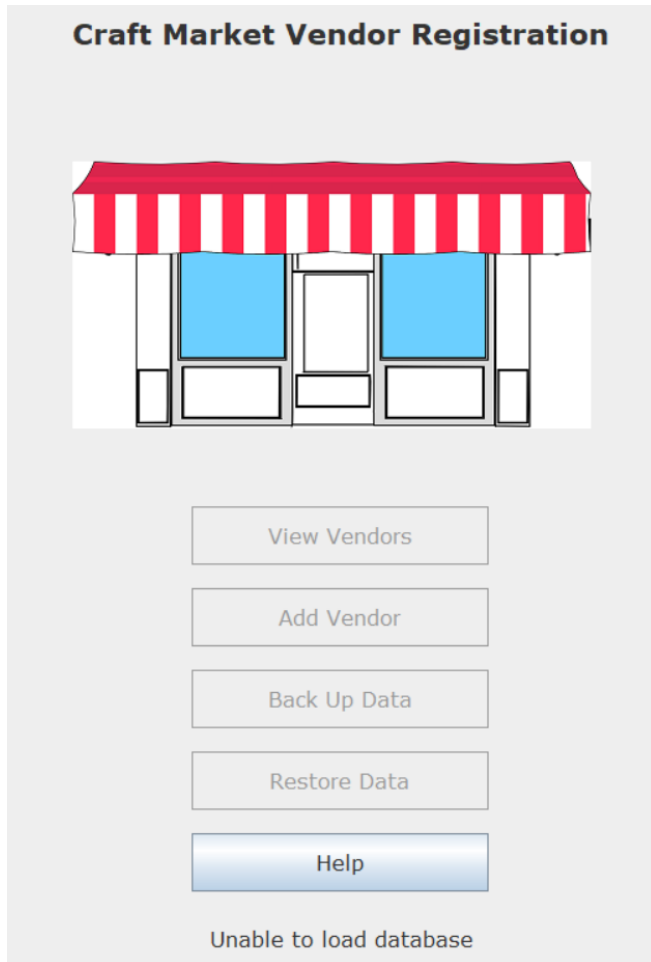 Craft Market Vendor Registration
View Vendors
Add Vendor
Back Up Data
Restore Data
Help
Unable to load database